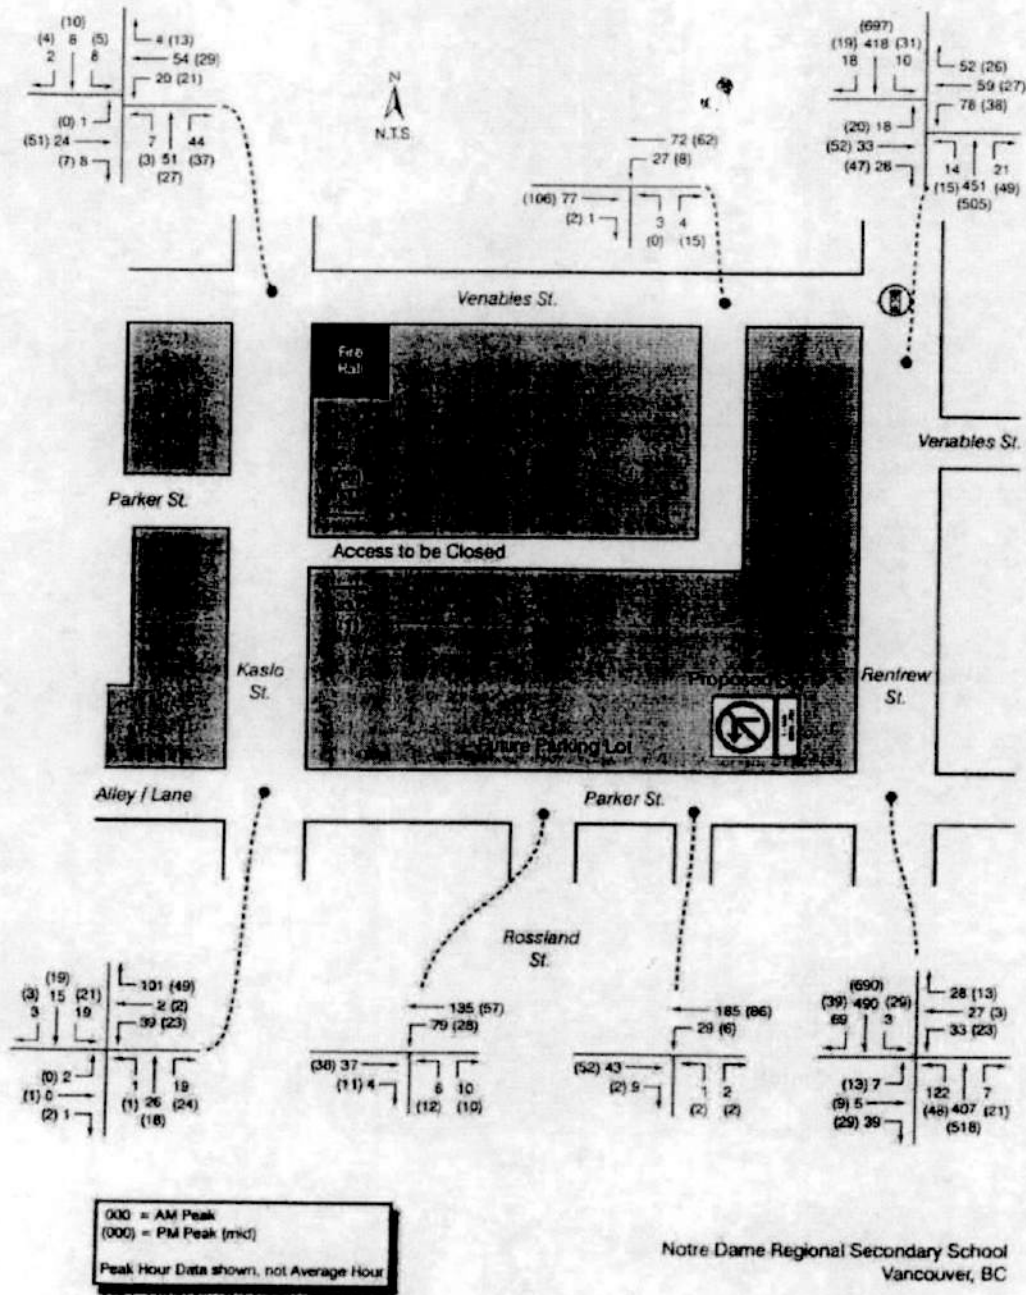 (10)
(4) 8 (5)
2 8
4 (13)
54 (29)
20 (21)
(0) 1
(51) 24
(7) 8
7 44
(3) 51 (37)
(27)
N
N.T.S.
72 (62)
27 (8)
(106) 77
(2) 1
3 4
(0) (15)
(697)
(19) 418 (31)
18 10
52 (26)
59 (27)
78 (38)
(20) 18
(52) 33
(47) 28
14 21
(15) 451 (49)
(505)
Venables St.
Fire
Hall
Venables St.
Parker St.
Access to be Closed
Kaslo
St.
Renfrew
St.
Proposed
Future Parking Lot
Alley / Lane
Parker St.
Rossland
St.
(19)
(3) 15 (21)
3 19
101 (49)
2 (2)
39 (23)
(0) 2
(1) 0
(2) 1
1 19
(1) 26 (24)
(18)
135 (57)
79 (28)
(38) 37
(11) 4
6 10
(12) (10)
185 (86)
29 (6)
(52) 43
(2) 9
1 2
(2) (2)
(690)
(39) 490 (29)
69 3
28 (13)
27 (3)
33 (23)
(13) 7
(9) 5
(29) 39
122 7
(48) 407 (21)
(518)
000 = AM Peak
(000) = PM Peak (mid)
Peak Hour Data shown, not Average Hour
Notre Dame Regional Secondary School
Vancouver, BC